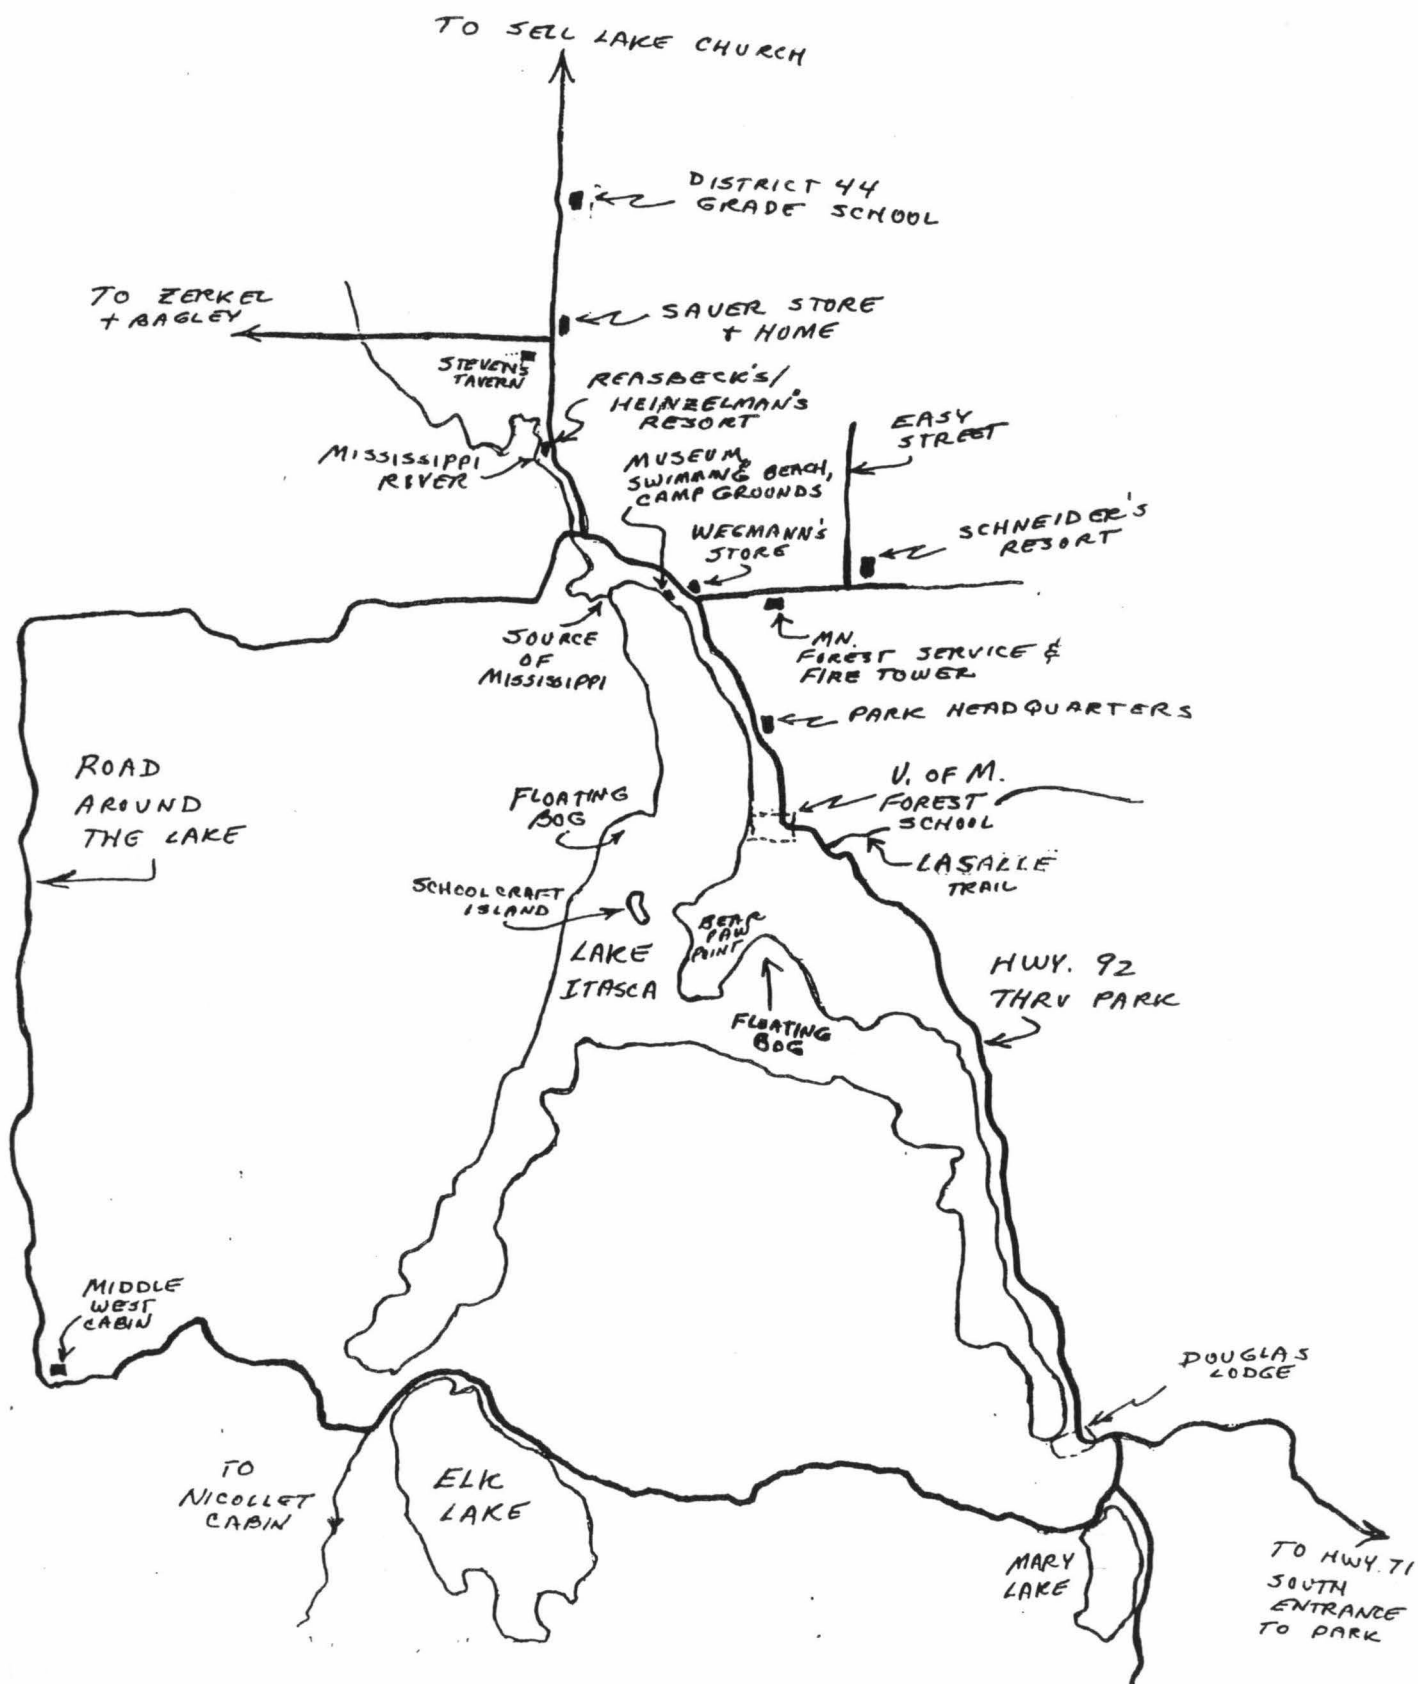 TO SELL LAKE CHURCH
DISTRICT 44
GRADE SCHOOL
TO ZERKEL
+ BAGLEY
SAUER STORE
+ HOME
STEVEN'S
TAVERN
REASBECK'S/
HEINZELMAN'S
RESORT
EASY
STREET
MISSISSIPPI
RIVER
MUSEUM,
SWIMMING BEACH,
CAMP GROUNDS
WEGMANN'S
STORE
SCHNEIDER'S
RESORT
SOURCE
OF
MISSISSIPPI
MN.
FOREST SERVICE &
FIRE TOWER
PARK HEADQUARTERS
ROAD
AROUND
THE LAKE
FLOATING
BOG
U. OF M.
FOREST
SCHOOL
LASALLE
TRAIL
SCHOOLCRAFT
ISLAND
BEAR
PAW
POINT
LAKE
ITASCA
HWY. 92
THRU PARK
FLOATING
BOG
MIDDLE
WEST
CABIN
DOUGLAS
LODGE
TO
NICOLLET
CABIN
ELK
LAKE
MARY
LAKE
TO HWY. 71
SOUTH
ENTRANCE
TO PARK